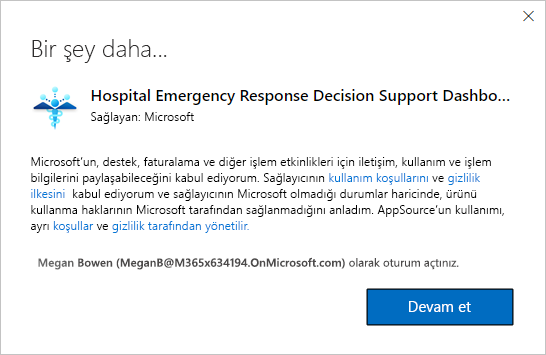 Bir şey daha...
Hospital Emergency Response Decision Support Dashbo...
Sağlayan: Microsoft
Microsoft'un, destek, faturalama ve diğer işlem etkinlikleri için iletişim, kullanım ve işlem
bilgilerini paylaşabileceğini kabul ediyorum. Sağlayıcının kullanım koşullarını ve gizlilik
ilkesini kabul ediyorum ve sağlayıcının Microsoft olmadığı durumlar haricinde, ürünü
kullanma haklarının Microsoft tarafından sağlanmadığını anladım. AppSource'un kullanımı,
ayrı koşullar ve gizlilik tarafından yönetilir.
Megan Bowen (MeganB@M365x634194.OnMicrosoft.com) olarak oturum açtınız.
Devam et